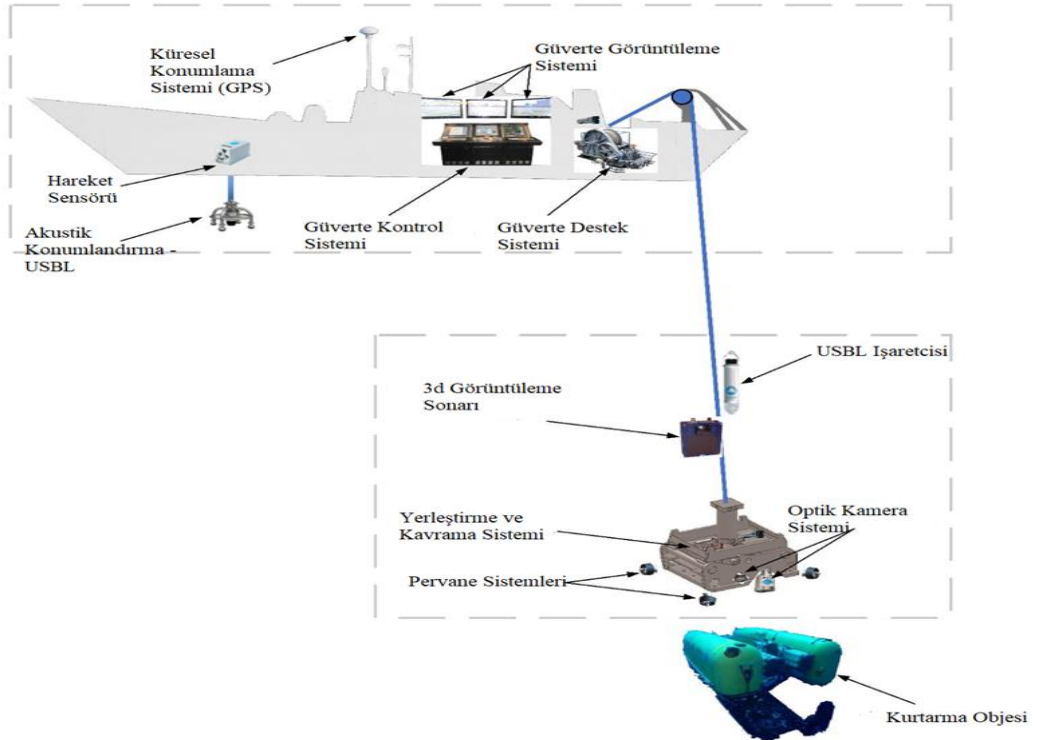 Küresel
Konumlama
Sistemi (GPS)
Güverte Görüntüleme
Sistemi
Hareket
Sensörü
Akustik
Konumlandırma -
USBL
Güverte Kontrol
Sistemi
Güverte Destek
Sistemi
USBL Işaretcisi
3d Görüntüleme
Sonarı
Yerleştirme ve
Kavrama Sistemi
Optik Kamera
Sistemi
Pervane Sistemleri
Kurtarma Objesi